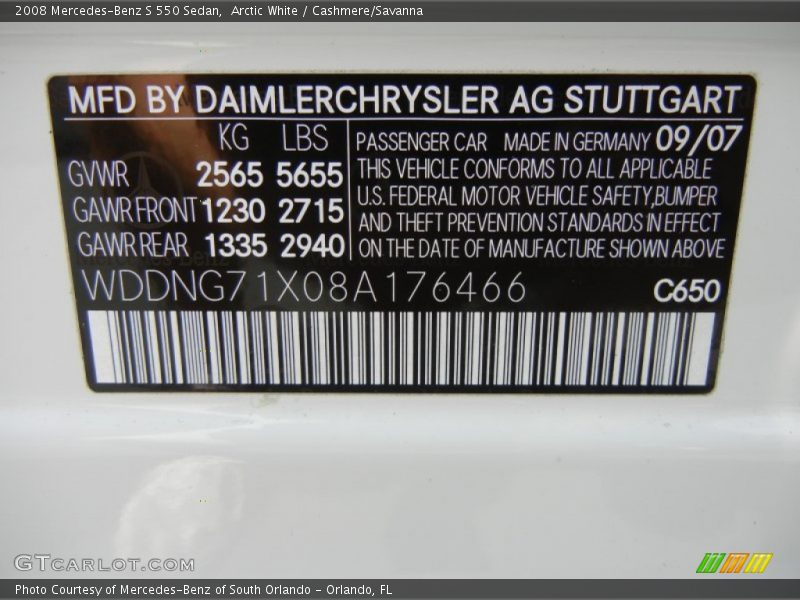 2008 Mercedes-Benz S 550 Sedan,  Arctic White / Cashmere/Savanna
MFD BY DAIMLERCHRYSLER AG STUTTGART
KG LBS
GVWR 2565 5655
GAWR FRONT 1230 2715
GAWR REAR 1335 2940
PASSENGER CAR MADE IN GERMANY 09/07
THIS VEHICLE CONFORMS TO ALL APPLICABLE
U.S. FEDERAL MOTOR VEHICLE SAFETY,BUMPER
AND THEFT PREVENTION STANDARDS IN EFFECT
ON THE DATE OF MANUFACTURE SHOWN ABOVE
WDDNG71X08A176466 C650
GTCARLOT.COM
Photo Courtesy of Mercedes-Benz of South Orlando - Orlando, FL